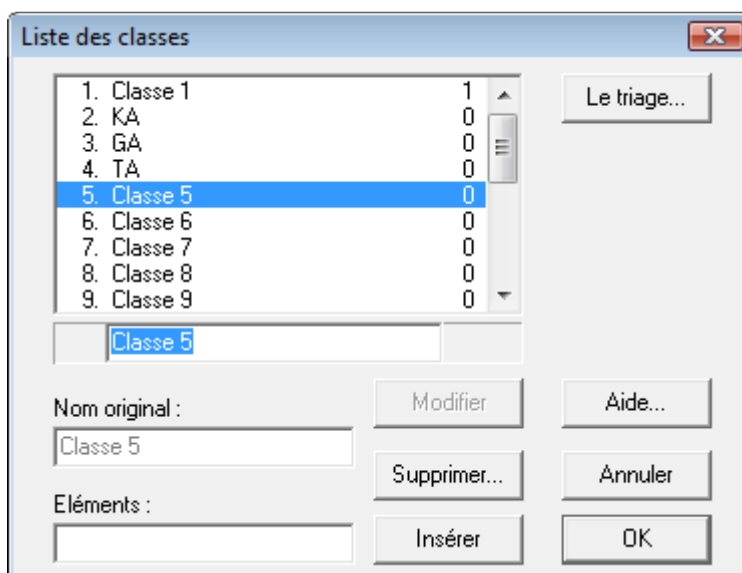 Liste des classes
1. Classe 1 1
2. KA 0
3. GA 0
4. TA 0
5. Classe 5 0
6. Classe 6 0
7. Classe 7 0
8. Classe 8 0
9. Classe 9 0
Le triage...
Classe 5
Nom original :
Classe 5
Modifier
Aide...
Supprimer...
Annuler
Eléments :
Insérer
OK